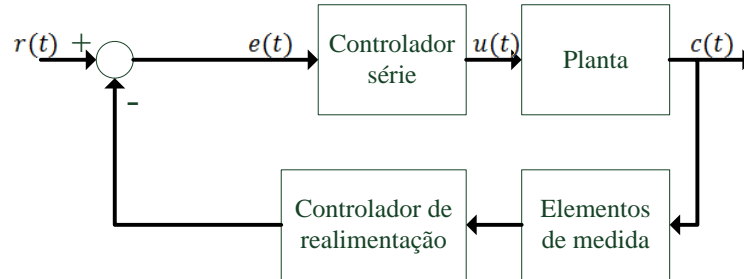 r(t)
+
-
e(t)
Controlador
série
u(t)
Planta
c(t)
Controlador de
realimentação
Elementos
de medida